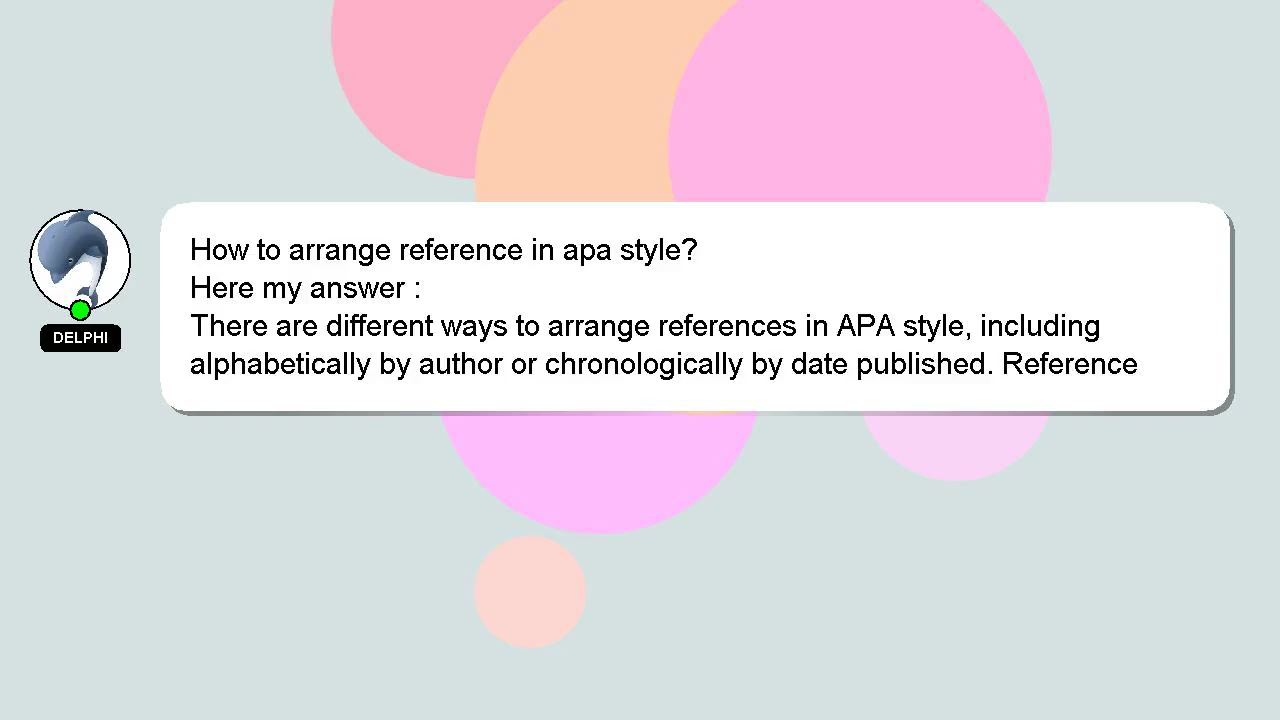 How to arrange reference in apa style?
Here my answer :
There are different ways to arrange references in APA style, including
alphabetically by author or chronologically by date published. Reference
DELPHI